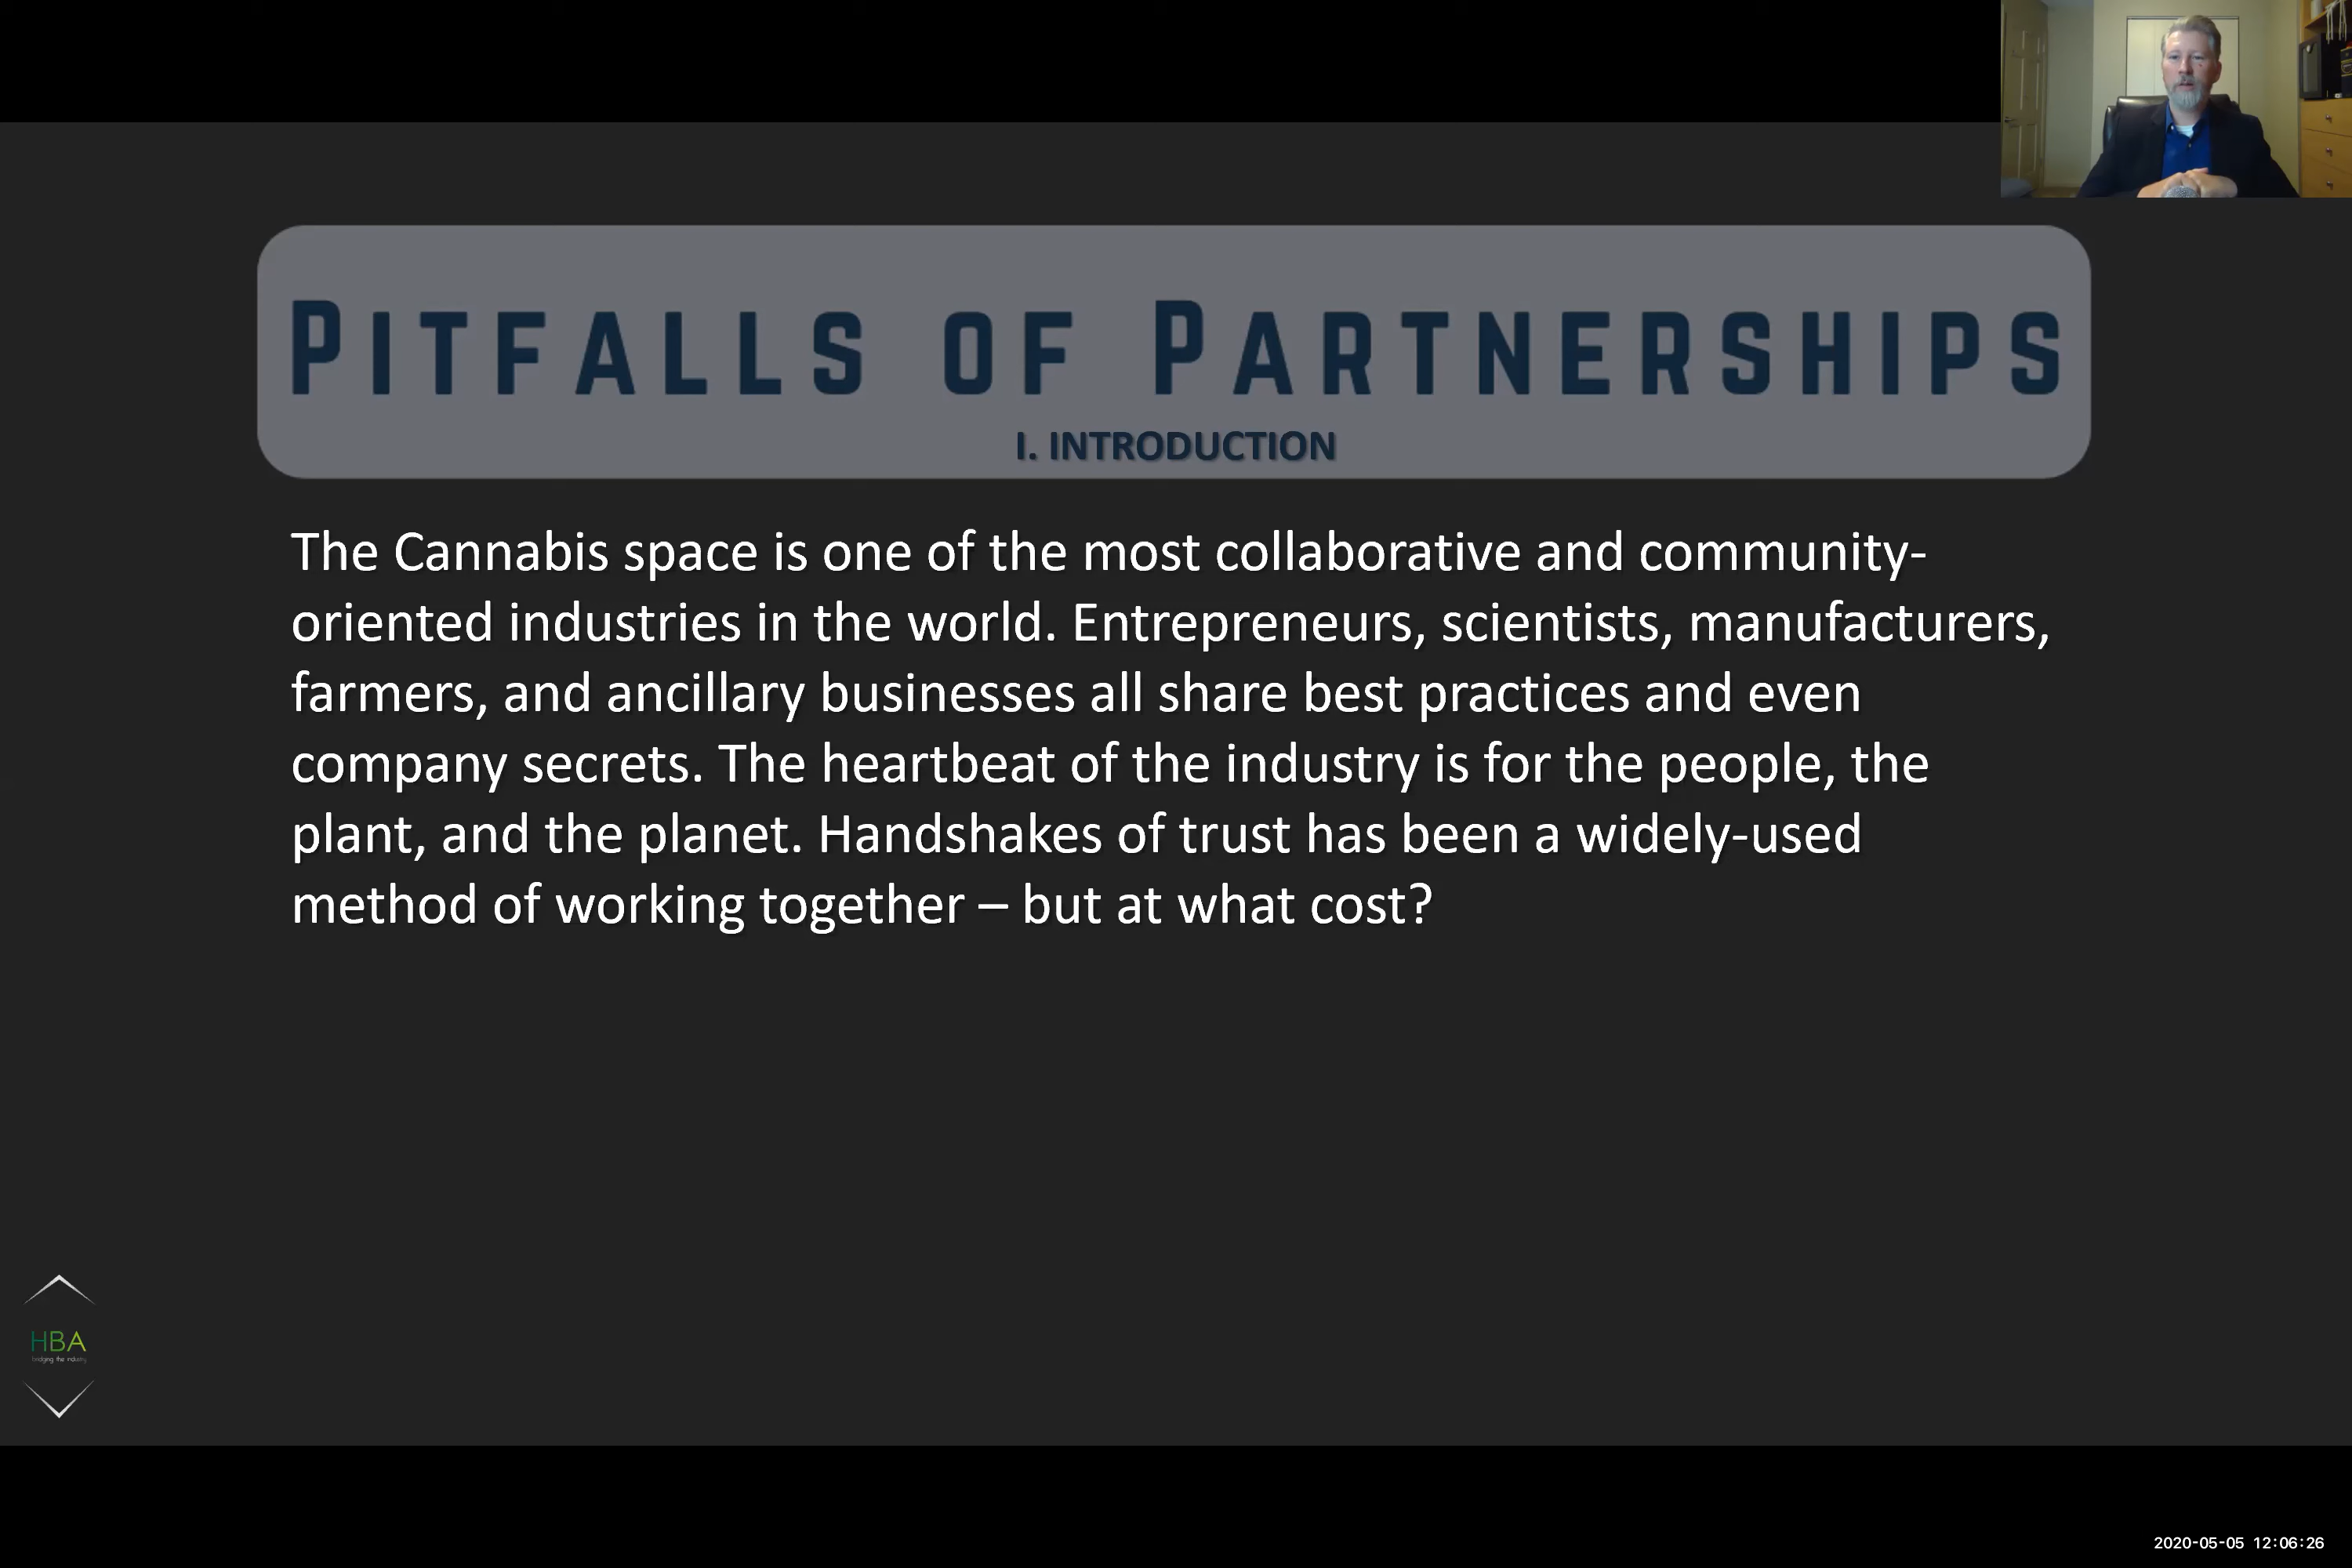 PITFALLS OF PARTNERSHIPS
I. INTRODUCTION
The Cannabis space is one of the most collaborative and community-
oriented industries in the world. Entrepreneurs, scientists, manufacturers,
farmers, and ancillary businesses all share best practices and even
company secrets. The heartbeat of the industry is for the people, the
plant, and the planet. Handshakes of trust has been a widely-used
method of working together – but at what cost?
HBA
bridging the industry
2020-05-05 12:06:26